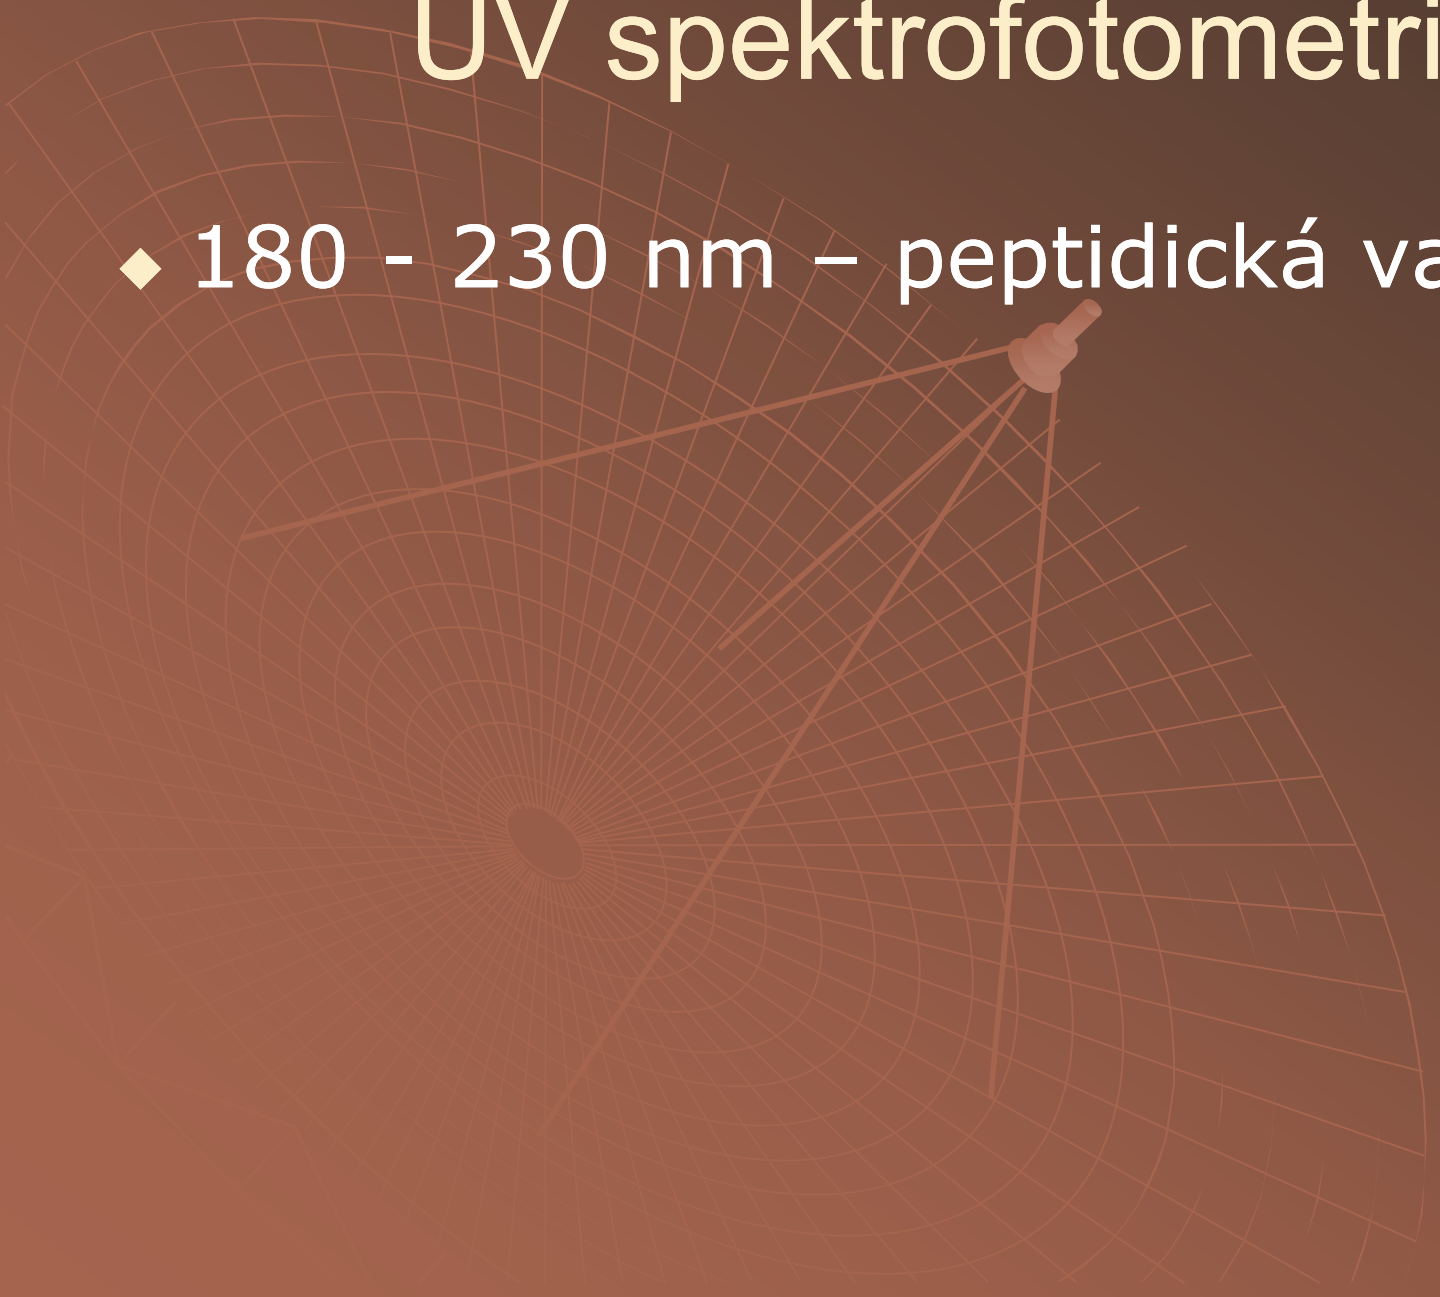 UV spektrofotometri
180 - 230 nm – peptidická va